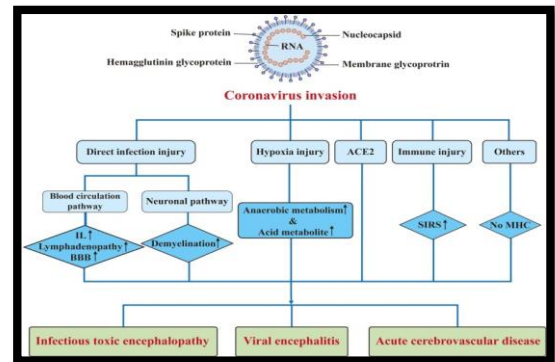 Spike protein
Nucleocapsid
RNA
Hemagglutinin glycoprotein
Membrane glycoprotrin
Coronavirus invasion
Direct infection injury
Hypoxia injury
ACE2
Immune injury
Others
Blood circulation
pathway
Neuronal pathway
Anaerobic metabolism↑
&
Acid metabolite↑
IL↑
Lymphadenopathy↑
BBB↑
Demyelination↑
SIRS↑
No MHC
Infectious toxic encephalopathy
Viral encephalitis
Acute cerebrovascular disease